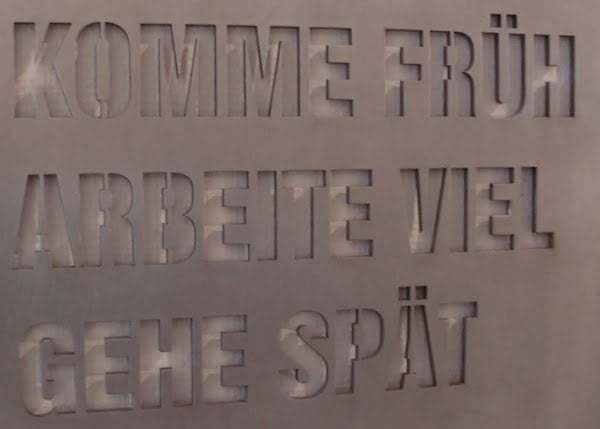 KOMME FRÜH
ARBEITE VIEL
GEHE SPÄT